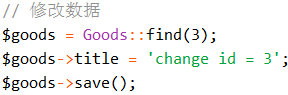 // 修改数据
$goods = Goods::find(3);
$goods->title = 'change id = 3';
$goods->save();